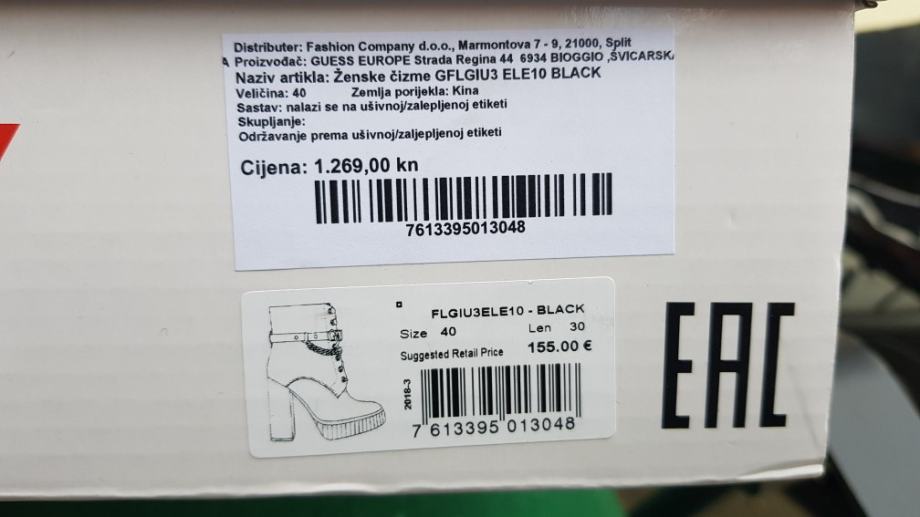 Distributer: Fashion Company d.o.o., Marmontova 7 - 9, 21000, Split
A Proizvođač: GUESS EUROPE Strada Regina 44 6934 BIOGGIO ,ŠVICARSKA
Naziv artikla: Ženske čizme GFLGIU3 ELE10 BLACK
Veličina: 40 Zemlja porijekla: Kina
Sastav: nalazi se na ušivnoj/zalepljenoj etiketi
Skupljanje:
Održavanje prema ušivnoj/zaljepljenoj etiketi
Cijena: 1.269,00 kn
7613395013048
FLGIU3ELE10 - BLACK
Size 40 Len 30
Suggested Retail Price 155.00 €
2018-3
7 613395 013048
EAC